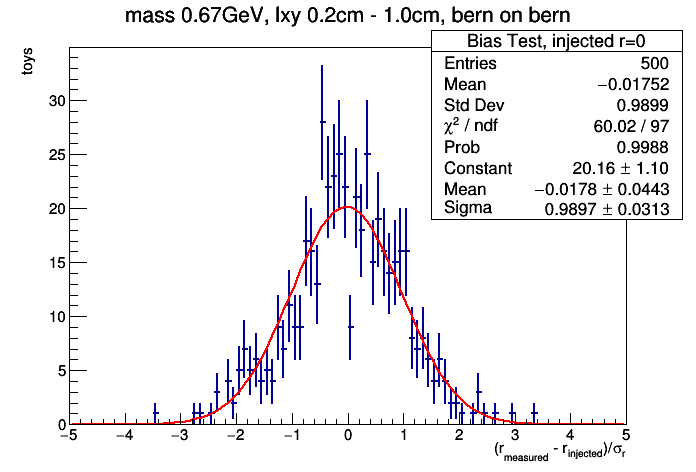 mass 0.67GeV, lxy 0.2cm - 1.0cm, bern on bern
toys
Bias Test, injected r=0
Entries 500
Mean −0.01752
Std Dev 0.9899
χ² / ndf 60.02 / 97
Prob 0.9988
Constant 20.16 ± 1.10
Mean −0.0178 ± 0.0443
Sigma 0.9897 ± 0.0313
30
25
20
15
10
5
0
−5 −4 −3 −2 −1 0 1 2 3 4 5
(r_measured - r_injected)/σ_r